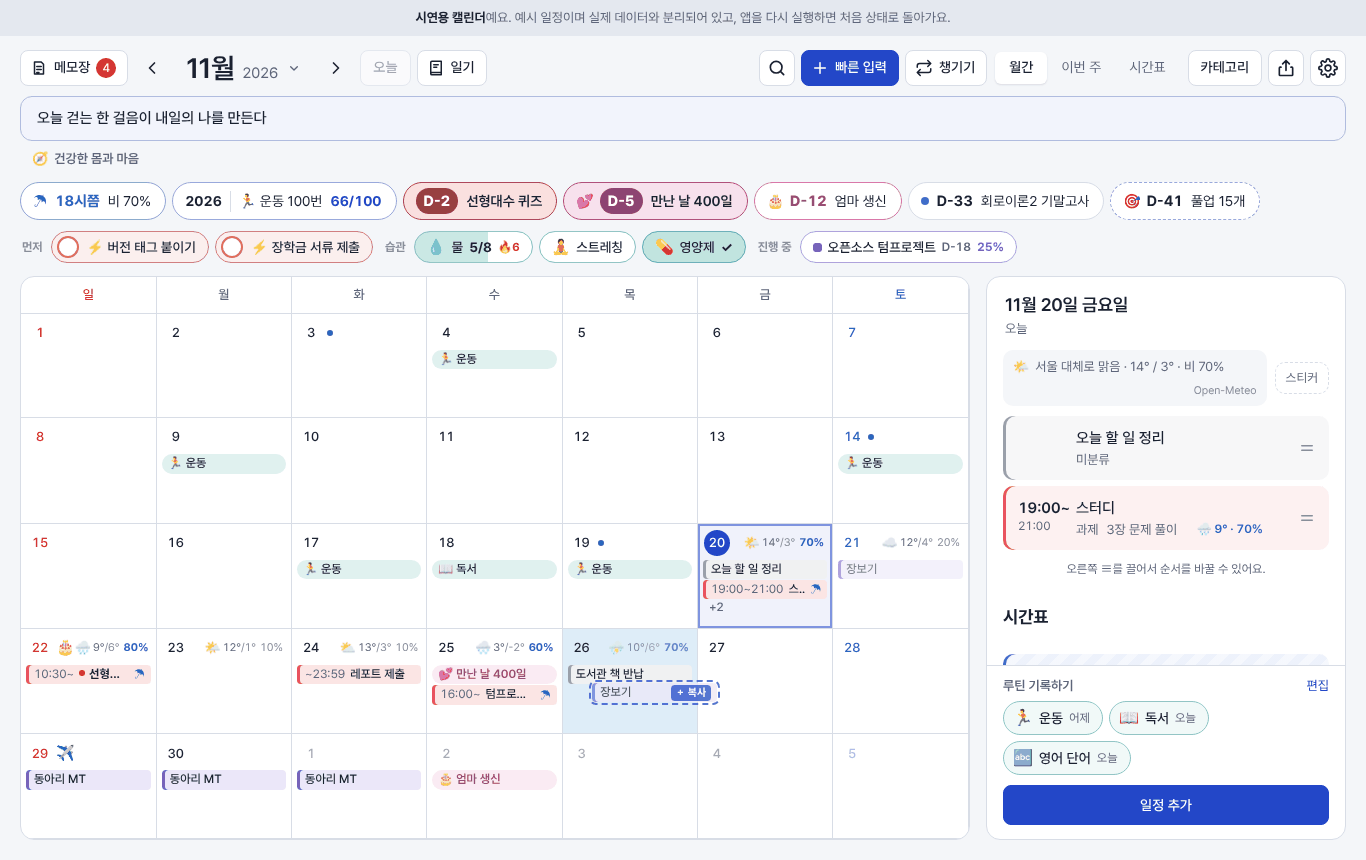 시연용 캘린더예요. 예시 일정이며 실제 데이터와 분리되어 있고, 앱을 다시 실행하면 처음 상태로 돌아가요.
메모장 4 11월 2026 오늘 일기 빠른 입력 챙기기 월간 이번 주 시간표 카테고리
오늘 걷는 한 걸음이 내일의 나를 만든다
건강한 몸과 마음
18시쯤 비 70% 2026 운동 100번 66/100 D-2 선형대수 퀴즈 D-5 만난 날 400일 D-12 엄마 생신 D-33 회로이론2 기말고사 D-41 풀업 15개
먼저 버전 태그 붙이기 장학금 서류 제출 습관 물 5/8 6 스트레칭 영양제 진행 중 오픈소스 텀프로젝트 D-18 25%
일 월 화 수 목 금 토
1 2 3 4 5 6 7
운동
8 9 10 11 12 13 14
운동 운동
15 16 17 18 19 20 14°/3° 70% 21 12°/4° 20%
운동 독서 운동 오늘 할 일 정리 장보기
19:00~21:00 스..
+2
22 9°/6° 80% 23 12°/1° 10% 24 13°/3° 10% 25 3°/-2° 60% 26 10°/6° 70% 27 28
10:30~ 선형... ~23:59 레포트 제출 만난 날 400일 도서관 책 반납
16:00~ 텀프로... 장보기 + 복사
29 30 1 2 3 4 5
동아리 MT 동아리 MT 동아리 MT 엄마 생신
11월 20일 금요일
오늘
서울 대체로 맑음 · 14° / 3° · 비 70%
Open-Meteo
스티커
오늘 할 일 정리
미분류
19:00~ 스터디
21:00 과제 3장 문제 풀이 9° · 70%
오른쪽 ≡를 끌어서 순서를 바꿀 수 있어요.
시간표
루틴 기록하기 편집
운동 어제 독서 오늘
abc 영어 단어 오늘
일정 추가